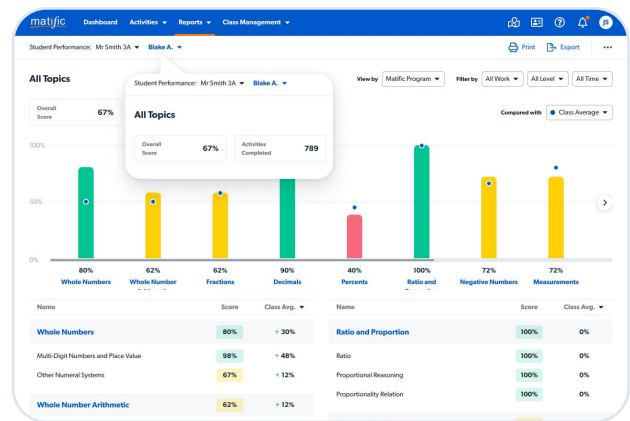 matific Dashboard Activities Reports Class Management JS
Student Performance: Mr Smith 3A Blake A. Print Export
All Topics
View by Matific Program Filter by All Work All Level All Time
Overall Score 67%
Compared with Class Average
Student Performance: Mr Smith 3A Blake A.
All Topics
Overall Score 67%
Activities Completed 789
100%
50%
0%
80% 62% 62% 90% 40% 100% 72% 72%
Whole Numbers Whole Number Fractions Decimals Percents Ratio and Negative Numbers Measurements
Name Score Class Avg. Name Score Class Avg.
Whole Numbers 80% + 30% Ratio and Proportion 100% 0%
Multi-Digit Numbers and Place Value 98% + 48% Ratio 100% 0%
Other Numeral Systems 67% + 12% Proportional Reasoning 100% 0%
Proportionality Relation 100% 0%
Whole Number Arithmetic 62% + 12%